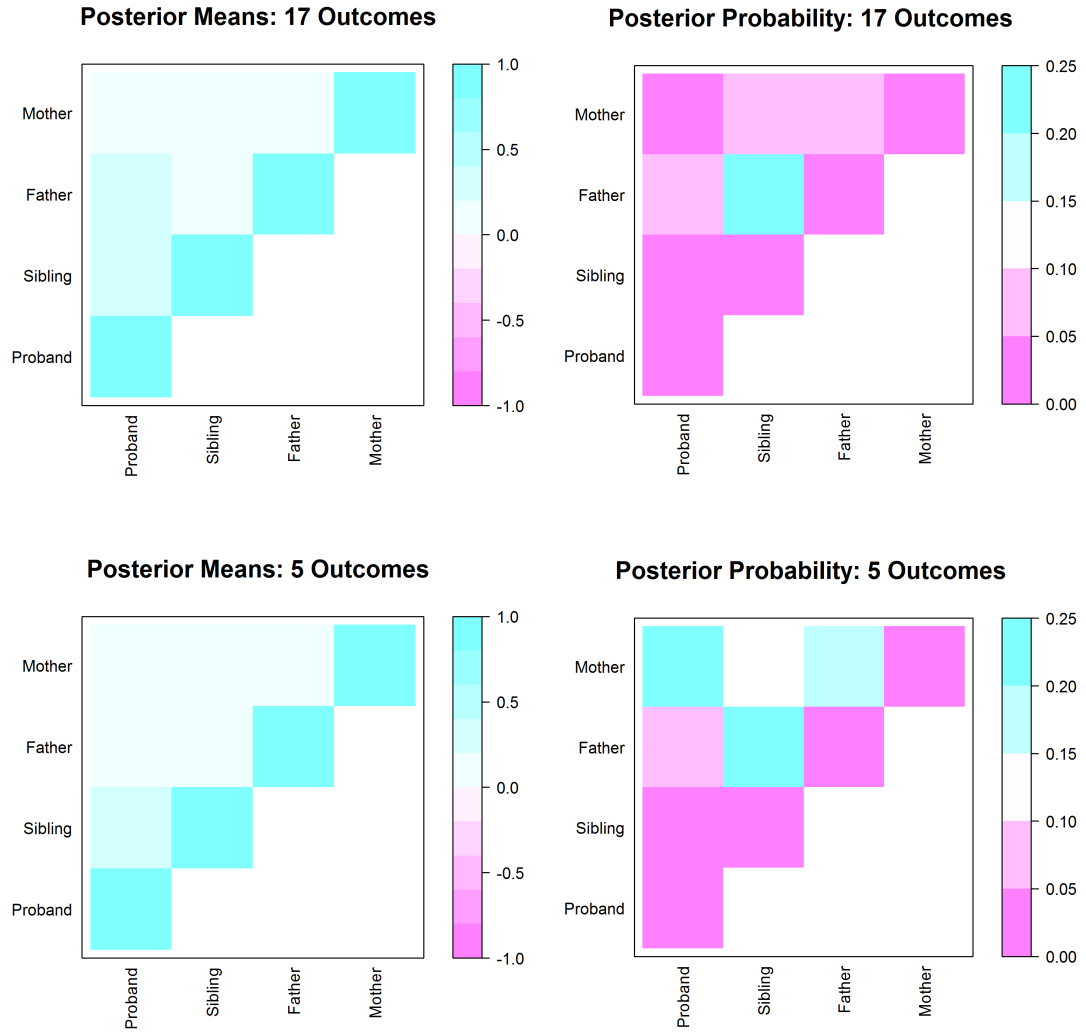 Posterior Means: 17 Outcomes
Mother
Father
Sibling
Proband
Proband
Sibling
Father
Mother
1.0
0.5
0.0
-0.5
-1.0
Posterior Probability: 17 Outcomes
Mother
Father
Sibling
Proband
Proband
Sibling
Father
Mother
0.25
0.20
0.15
0.10
0.05
0.00
Posterior Means: 5 Outcomes
Mother
Father
Sibling
Proband
Proband
Sibling
Father
Mother
1.0
0.5
0.0
-0.5
-1.0
Posterior Probability: 5 Outcomes
Mother
Father
Sibling
Proband
Proband
Sibling
Father
Mother
0.25
0.20
0.15
0.10
0.05
0.00